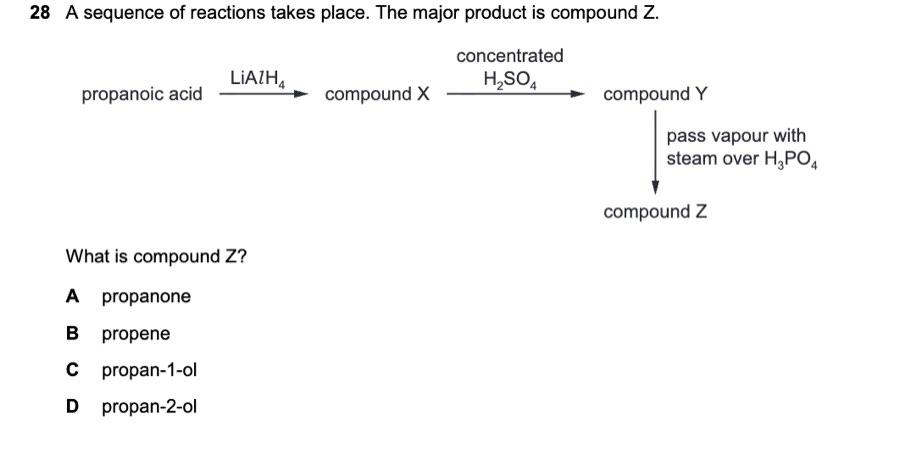 28 A sequence of reactions takes place. The major product is compound Z.
propanoic acid
LiAlH₄
compound X
concentrated
H₂SO₄
compound Y
pass vapour with
steam over H₃PO₄
compound Z
What is compound Z?
A propanone
B propene
C propan-1-ol
D propan-2-ol